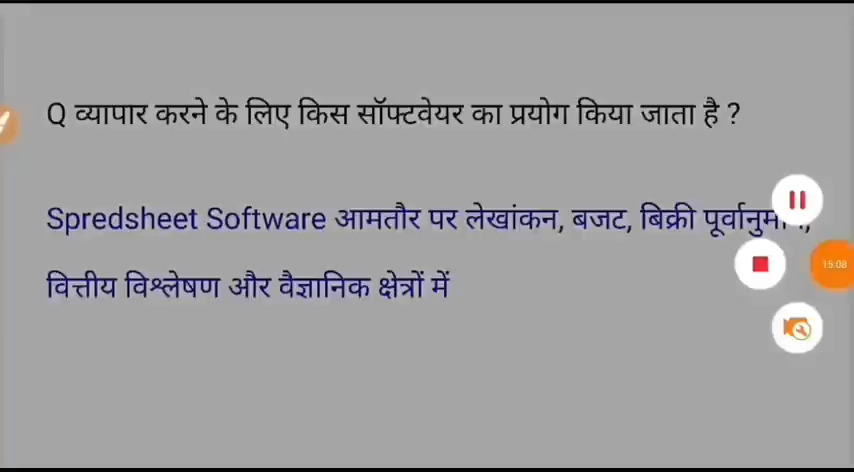 Q व्यापार करने के लिए किस सॉफ्टवेयर का प्रयोग किया जाता है ?
Spredsheet Software आमतौर पर लेखांकन, बजट, बिक्री
15:08
वित्तीय विश्लेषण और वैज्ञानिक क्षेत्रों में